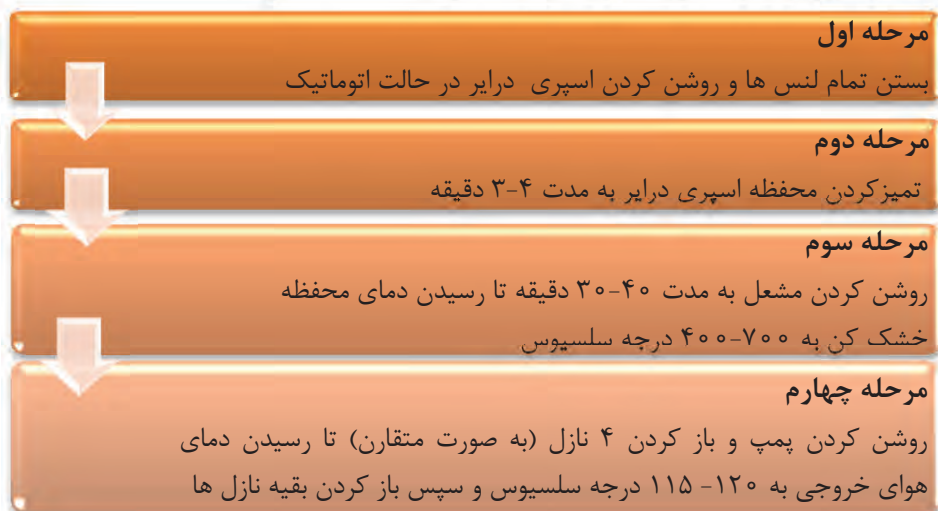 مرحله اول
بستن تمام لنس ها و روشن کردن اسپری درایر در حالت اتوماتیک
مرحله دوم
تمیزکردن محفظه اسپری درایر به مدت ۴-۳ دقیقه
مرحله سوم
روشن کردن مشعل به مدت ۴۰-۳۰ دقیقه تا رسیدن دمای محفظه
خشک کن به ۷۰۰-۴۰۰ درجه سلسیوس
مرحله چهارم
روشن کردن پمپ و باز کردن ۴ نازل (به صورت متقارن) تا رسیدن دمای
هوای خروجی به ۱۲۰- ۱۱۵ درجه سلسیوس و سپس باز کردن بقیه نازل ها